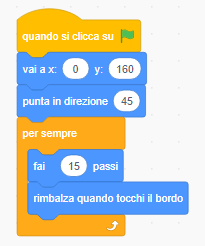 quando si clicca su
vai a x: 0 y: 160
punta in direzione 45
per sempre
fai 15 passi
rimbalza quando tocchi il bordo